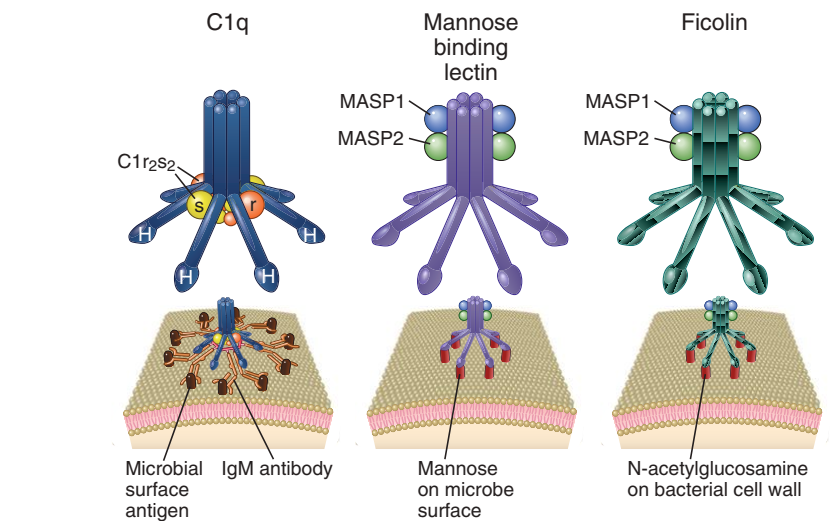 C1q
Mannose
binding
lectin
Ficolin
MASP1
MASP2
MASP1
MASP2
C1r₂s₂
s
r
H
H
H
H
Microbial
surface
antigen
IgM antibody
Mannose
on microbe
surface
N-acetylglucosamine
on bacterial cell wall